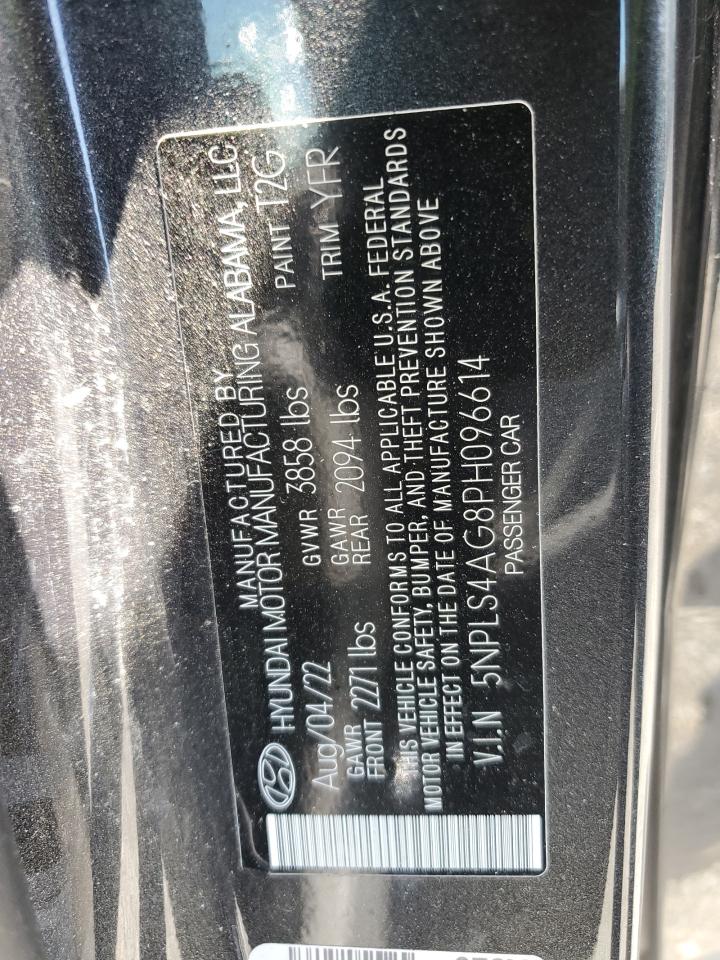 MANUFACTURED BY
HYUNDAI MOTOR MANUFACTURING ALABAMA, LLC.
Aug/04/22 GVWR 3858 lbs PAINT T2G
GAWR FRONT 2271 lbs GAWR REAR 2094 lbs TRIM YFR
THIS VEHICLE CONFORMS TO ALL APPLICABLE U.S.A. FEDERAL
MOTOR VEHICLE SAFETY, BUMPER, AND THEFT PREVENTION STANDARDS
IN EFFECT ON THE DATE OF MANUFACTURE SHOWN ABOVE
V.I.N 5NPLS4AG8PH096614
PASSENGER CAR